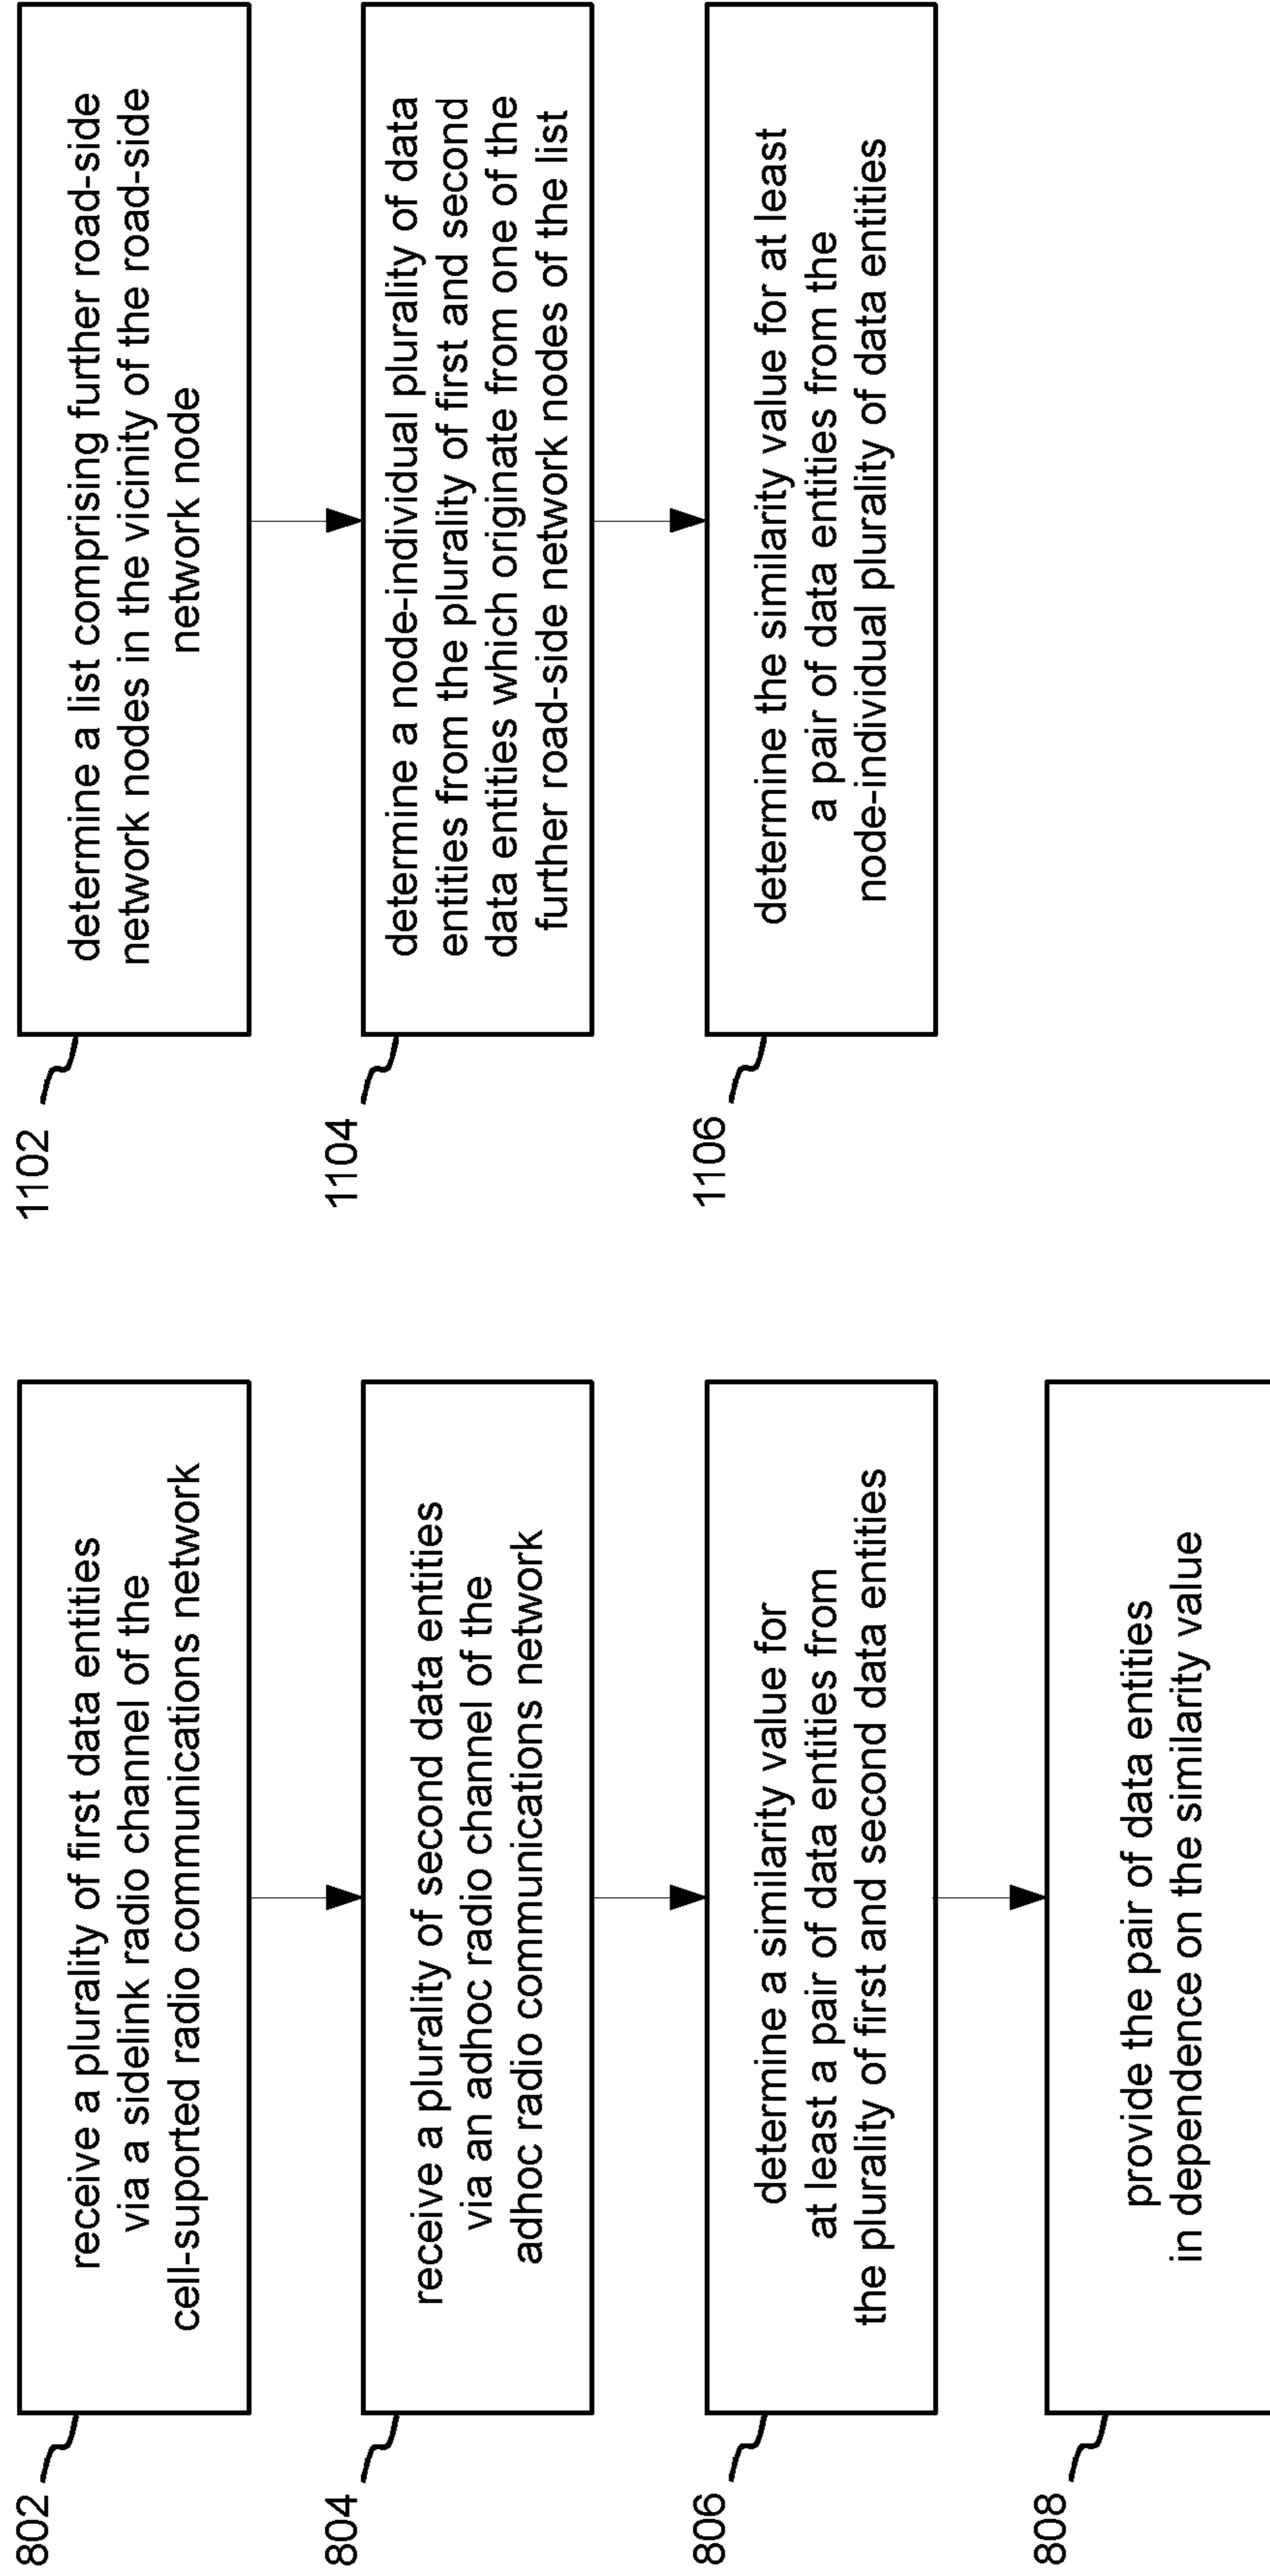 802
receive a plurality of first data entities
via a sidelink radio channel of the
cell-suported radio communications network
804
receive a plurality of second data entities
via an adhoc radio channel of the
adhoc radio communications network
806
determine a similarity value for
at least a pair of data entities from
the plurality of first and second data entities
808
provide the pair of data entities
in dependence on the similarity value
1102
determine a list comprising further road-side
network nodes in the vicinity of the road-side
network node
1104
determine a node-individual plurality of data
entities from the plurality of first and second
data entities which originate from one of the
further road-side network nodes of the list
1106
determine the similarity value for at least
a pair of data entities from the
node-individual plurality of data entities